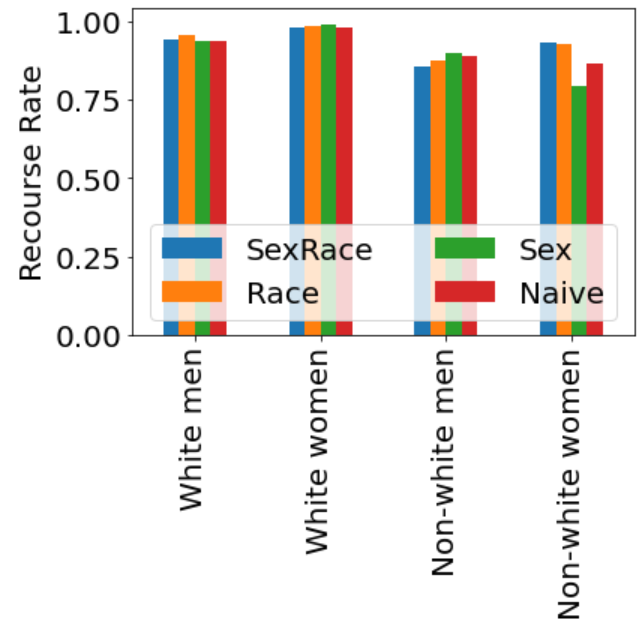 Recourse Rate
1.00
0.75
0.50
0.25
0.00
SexRace
Race
Sex
Naive
White men
White women
Non-white men
Non-white women